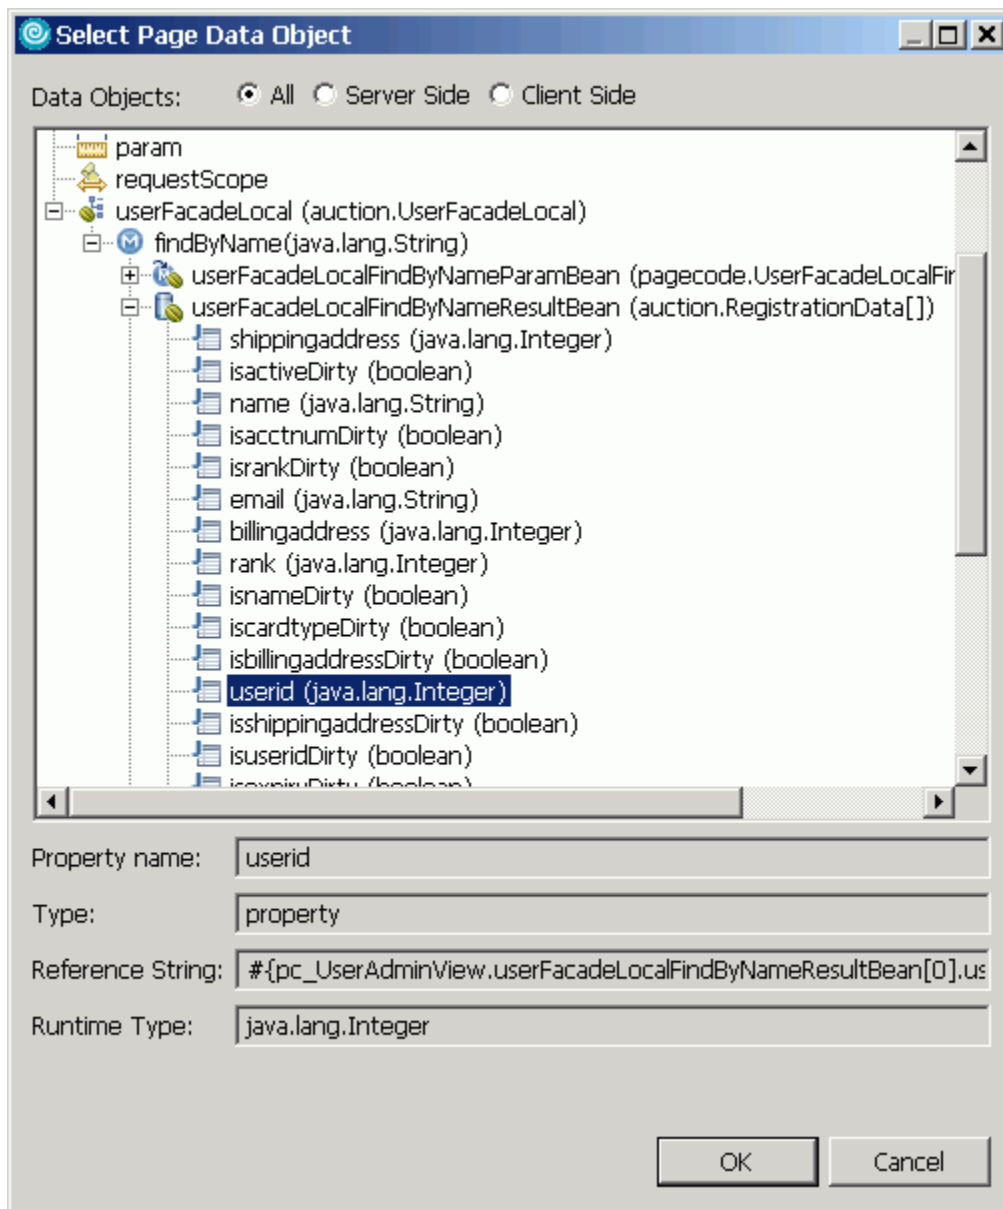 Select Page Data Object
Data Objects: All Server Side Client Side
param
requestScope
userFacadeLocal (auction.UserFacadeLocal)
findByName(java.lang.String)
userFacadeLocalFindByNameParamBean (pagecode.UserFacadeLocalFir
userFacadeLocalFindByNameResultBean (auction.RegistrationData[])
shippingaddress (java.lang.Integer)
isactiveDirty (boolean)
name (java.lang.String)
isacctnumDirty (boolean)
isrankDirty (boolean)
email (java.lang.String)
billingaddress (java.lang.Integer)
rank (java.lang.Integer)
isnameDirty (boolean)
iscardtypeDirty (boolean)
isbillingaddressDirty (boolean)
userid (java.lang.Integer)
isshippingaddressDirty (boolean)
isuseridDirty (boolean)
isexpiryDirty (boolean)
Property name: userid
Type: property
Reference String: #{pc_UserAdminView.userFacadeLocalFindByNameResultBean[0].us
Runtime Type: java.lang.Integer
OK Cancel